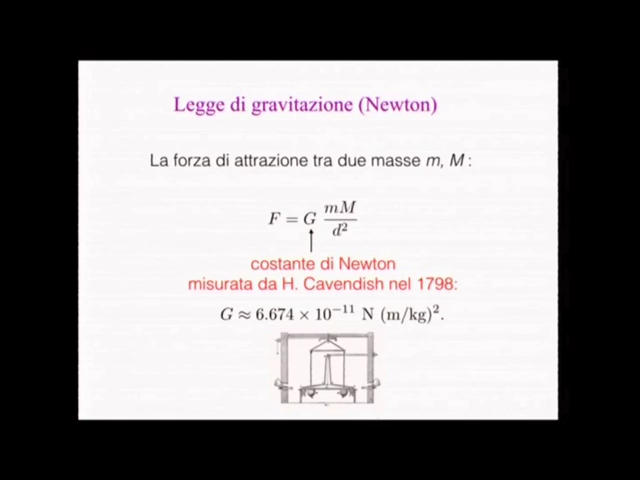 Legge di gravitazione (Newton)
La forza di attrazione tra due masse m, M :
F = G mM / d²
costante di Newton
misurata da H. Cavendish nel 1798:
G ≈ 6.674 × 10⁻¹¹ N (m/kg)².